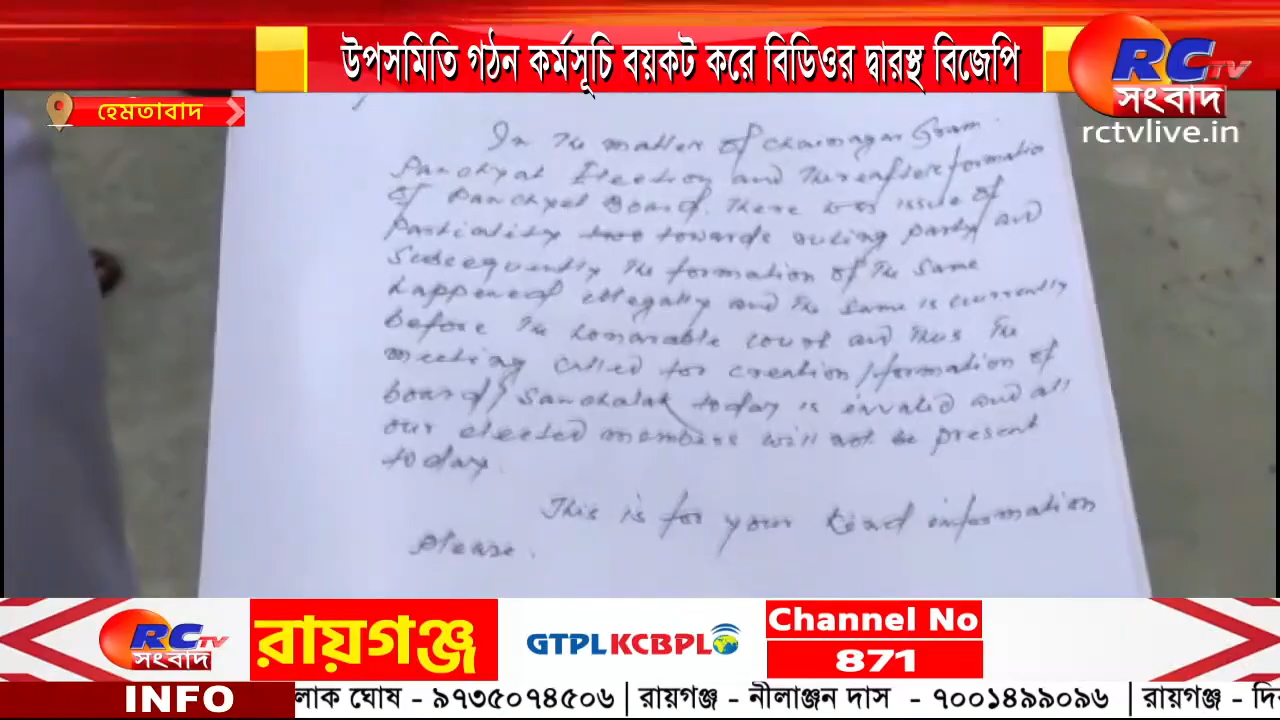 উপসমিতি গঠন কর্মসূচি বয়কট করে বিডিওর দ্বারস্থ বিজেপি
RCTV
সংবাদ
rctvlive.in
হেমতাবাদ
In the matter of Chainagar Gram
Panchyat Election and thereafter formation
of Panchyat Board. There was issue of
Partiality towards ruling party and
Subsequently the formation of the same
happened illegally and the same is currently
before the honorable court and thus the
meeting called for creation/formation of
board/Sanchalak today is invalid and all
our elected members will not be present
today.
This is for your kind information
please.
RCTV
সংবাদ
রায়গঞ্জ
GTPL KCBPL
Channel No
871
INFO
লোক ঘোষ - ৯৭৩৫০৭৪৫০৬ | রায়গঞ্জ - নীলাঞ্জন দাস - ৭০০১৪৯৯০৯৬ | রায়গঞ্জ - দি